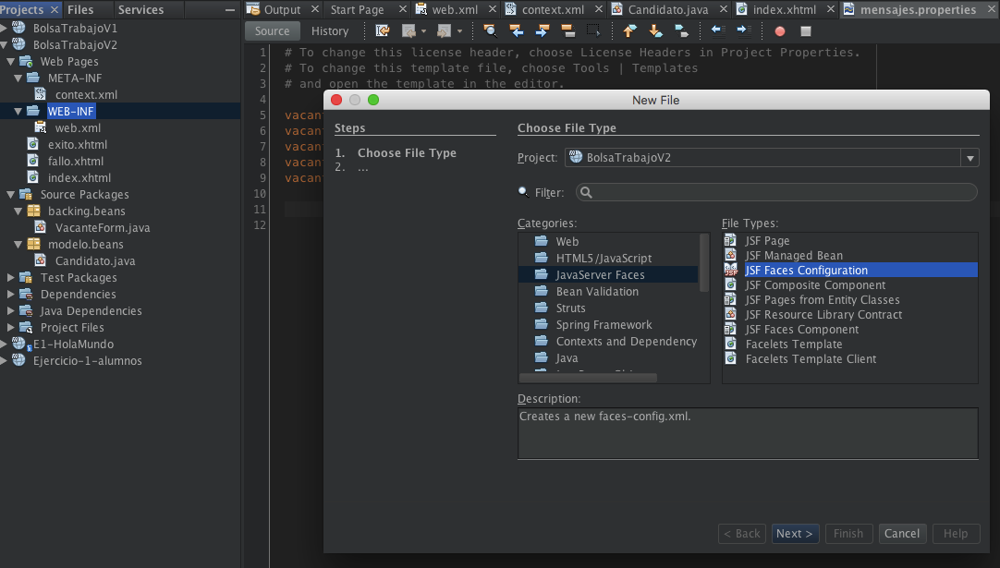 Projects Files Services
BolsaTrabajoV1
BolsaTrabajoV2
Web Pages
META-INF
context.xml
WEB-INF
web.xml
exito.xhtml
fallo.xhtml
index.xhtml
Source Packages
backing.beans
VacanteForm.java
modelo.beans
Candidato.java
Test Packages
Dependencies
Java Dependencies
Project Files
E1-HolaMundo
Ejercicio-1-alumnos
Output Start Page web.xml context.xml Candidato.java index.xhtml mensajes.properties
Source History
1 # To change this license header, choose License Headers in Project Properties.
2 # To change this template file, choose Tools | Templates
3 # and open the template in the editor.
4
5 vacan
6 vacan
7 vacan
8 vacan
9 vacan
10
11
12
New File
Steps
1. Choose File Type
2. ...
Choose File Type
Project: BolsaTrabajoV2
Filter:
Categories:
Web
HTML5/JavaScript
JavaServer Faces
Bean Validation
Struts
Spring Framework
Contexts and Dependency
Java
File Types:
JSF Page
JSF Managed Bean
JSF Faces Configuration
JSF Composite Component
JSF Pages from Entity Classes
JSF Resource Library Contract
JSF Faces Component
Facelets Template
Facelets Template Client
Description:
Creates a new faces-config.xml.
< Back Next > Finish Cancel Help